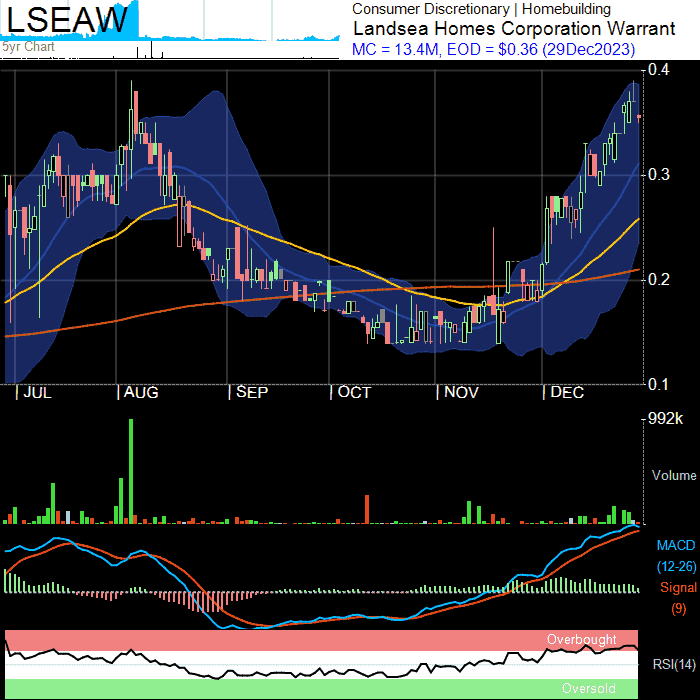 LSEAW
5yr Chart
Consumer Discretionary | Homebuilding
Landsea Homes Corporation Warrant
MC = 13.4M, EOD = $0.36 (29Dec2023)
0.4
0.3
0.2
0.1
JUL AUG SEP OCT NOV DEC
992k
Volume
MACD
(12-26)
Signal
(9)
Overbought
RSI(14)
Oversold